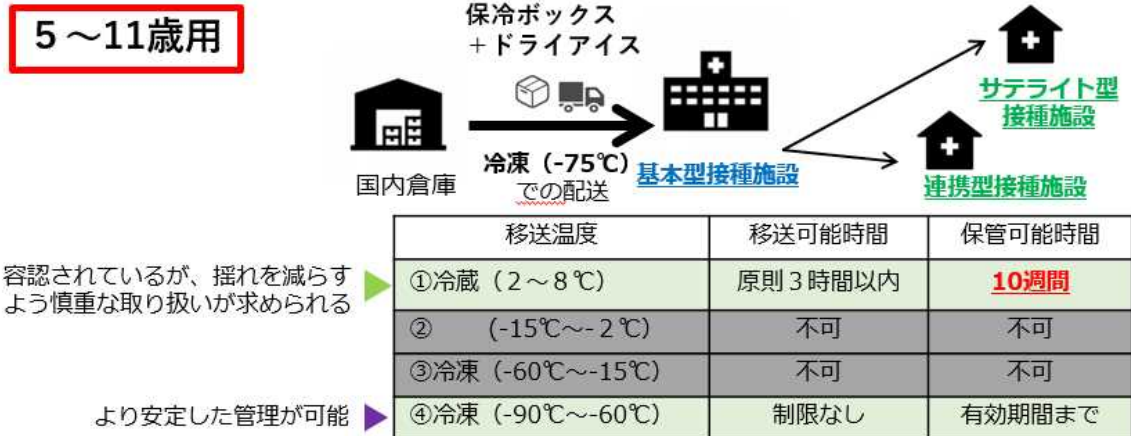 5～11歳用
保冷ボックス
＋ドライアイス
国内倉庫
冷凍（-75℃）
での配送
基本型接種施設
サテライト型
接種施設
連携型接種施設
移送温度 移送可能時間 保管可能時間
容認されているが、揺れを減らす
よう慎重な取り扱いが求められる
①冷蔵（2～8℃） 原則3時間以内 10週間
② （-15℃～-2℃） 不可 不可
③冷凍（-60℃～-15℃） 不可 不可
より安定した管理が可能
④冷凍（-90℃～-60℃） 制限なし 有効期間まで